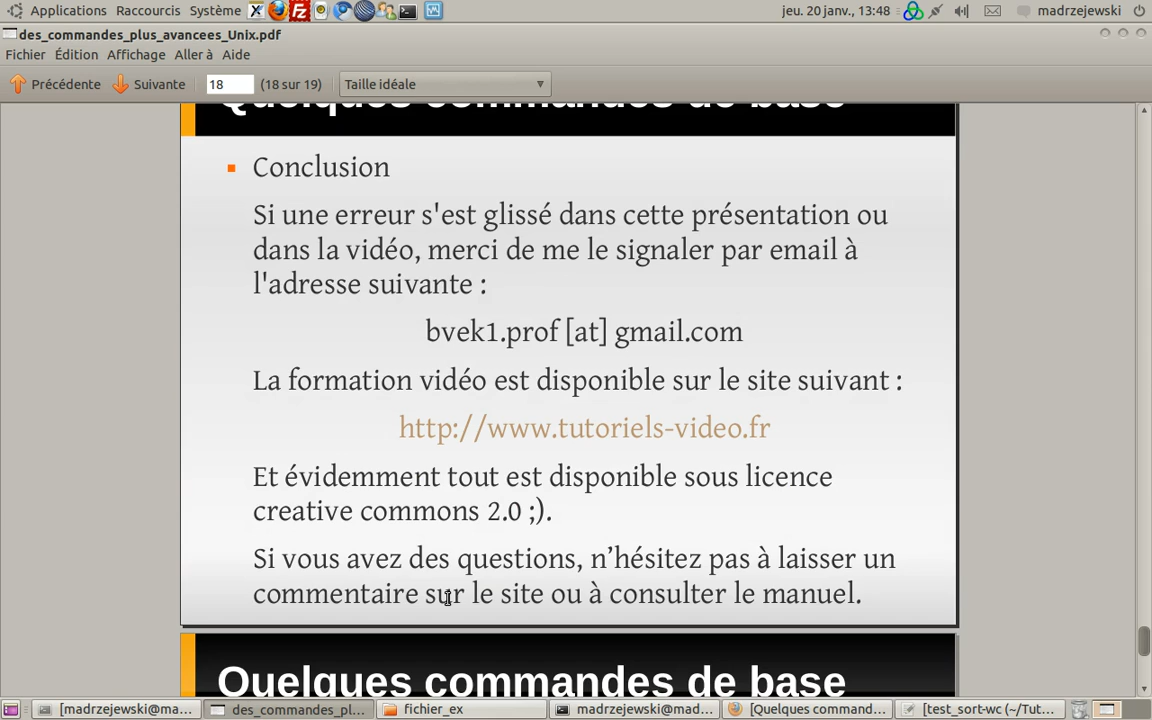 Applications Raccourcis Système jeu. 20 janv., 13:48 madrzejewski
des_commandes_plus_avancees_Unix.pdf
Fichier Édition Affichage Aller à Aide
Précédente Suivante 18 (18 sur 19) Taille idéale
Quelques commandes de base
Conclusion
Si une erreur s'est glissé dans cette présentation ou
dans la vidéo, merci de me le signaler par email à
l'adresse suivante :
bvek1.prof [at] gmail.com
La formation vidéo est disponible sur le site suivant :
http://www.tutoriels-video.fr
Et évidemment tout est disponible sous licence
creative commons 2.0 ;).
Si vous avez des questions, n’hésitez pas à laisser un
commentaire sur le site ou à consulter le manuel.
Quelques commandes de base
[madrzejewski@ma... des_commandes_pl... fichier_ex madrzejewski@mad... [Quelques command... [test_sort-wc (~/Tut...